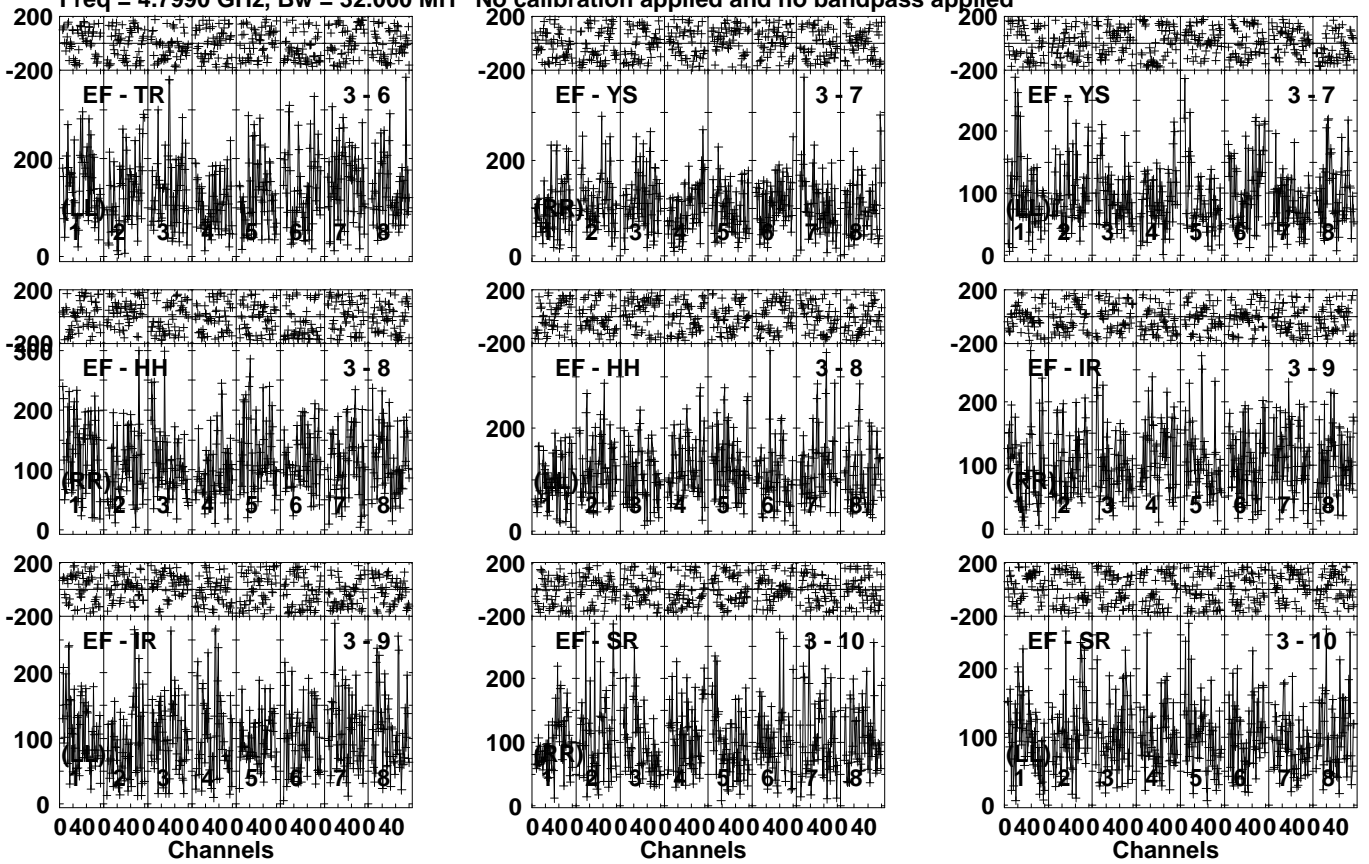 Freq = 4.7990 GHz, Bw = 32.000 MH No calibration applied and no bandpass applied
200 200 200
-200 -200 -200
EF - TR 3 - 6 EF - YS 3 - 7 EF - YS 3 - 7
200 200 200
100
(LL) (RR) (LL)
1 2 3 4 5 6 7 8 1 2 3 4 5 6 7 8 1 2 3 4 5 6 7 8
0 0 0
200 200 200
-200 -200 -200
300
EF - HH 3 - 8 EF - HH 3 - 8 EF - IR 3 - 9
200 200 200
100 100
(RR) (LL) (RR)
1 2 3 4 5 6 7 8 1 2 3 4 5 6 7 8 1 2 3 4 5 6 7 8
0 0 0
200 200 200
-200 -200 -200
EF - IR 3 - 9 EF - SR 3 - 10 EF - SR 3 - 10
200 200 200
100 100 100
(LL) (RR) (LL)
1 2 3 4 5 6 7 8 1 2 3 4 5 6 7 8 1 2 3 4 5 6 7 8
0 0 0
0 40 0 40 0 40 0 40 0 40 0 40 0 40 0 40 0 40 0 40 0 40 0 40 0 40 0 40 0 40 0 40 0 40 0 40 0 40 0 40 0 40 0 40 0 40 0 40
Channels Channels Channels